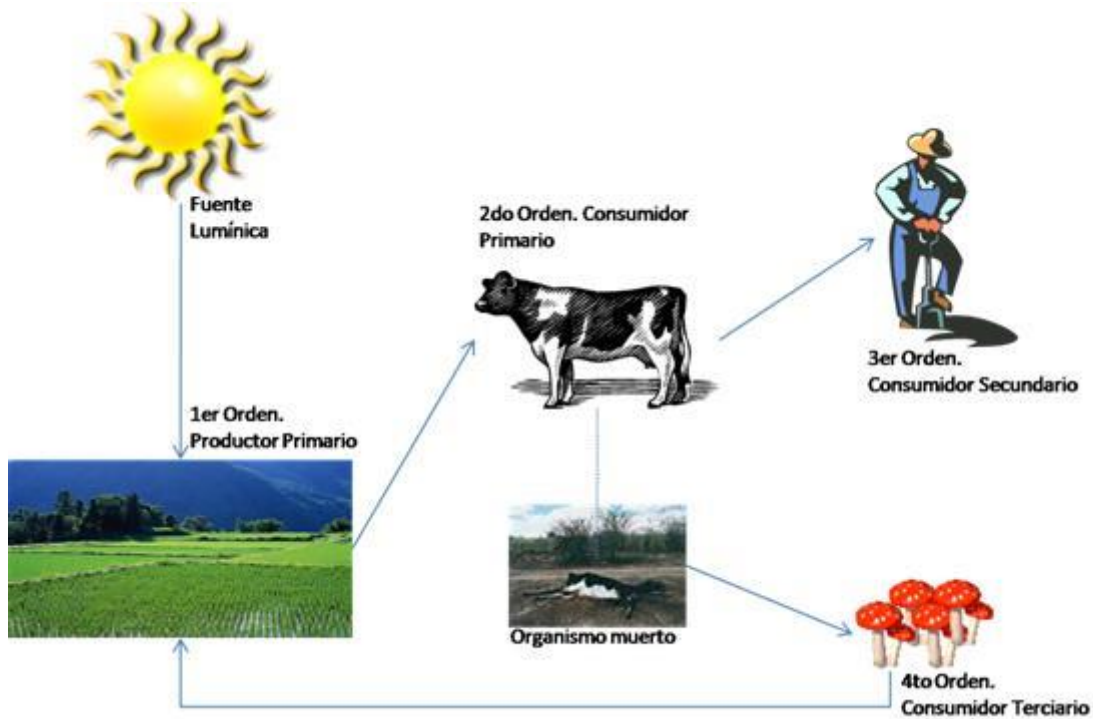 Fuente
Lumínica
2do Orden. Consumidor
Primario
3er Orden.
Consumidor Secundario
1er Orden.
Productor Primario
Organismo muerto
4to Orden.
Consumidor Terciario